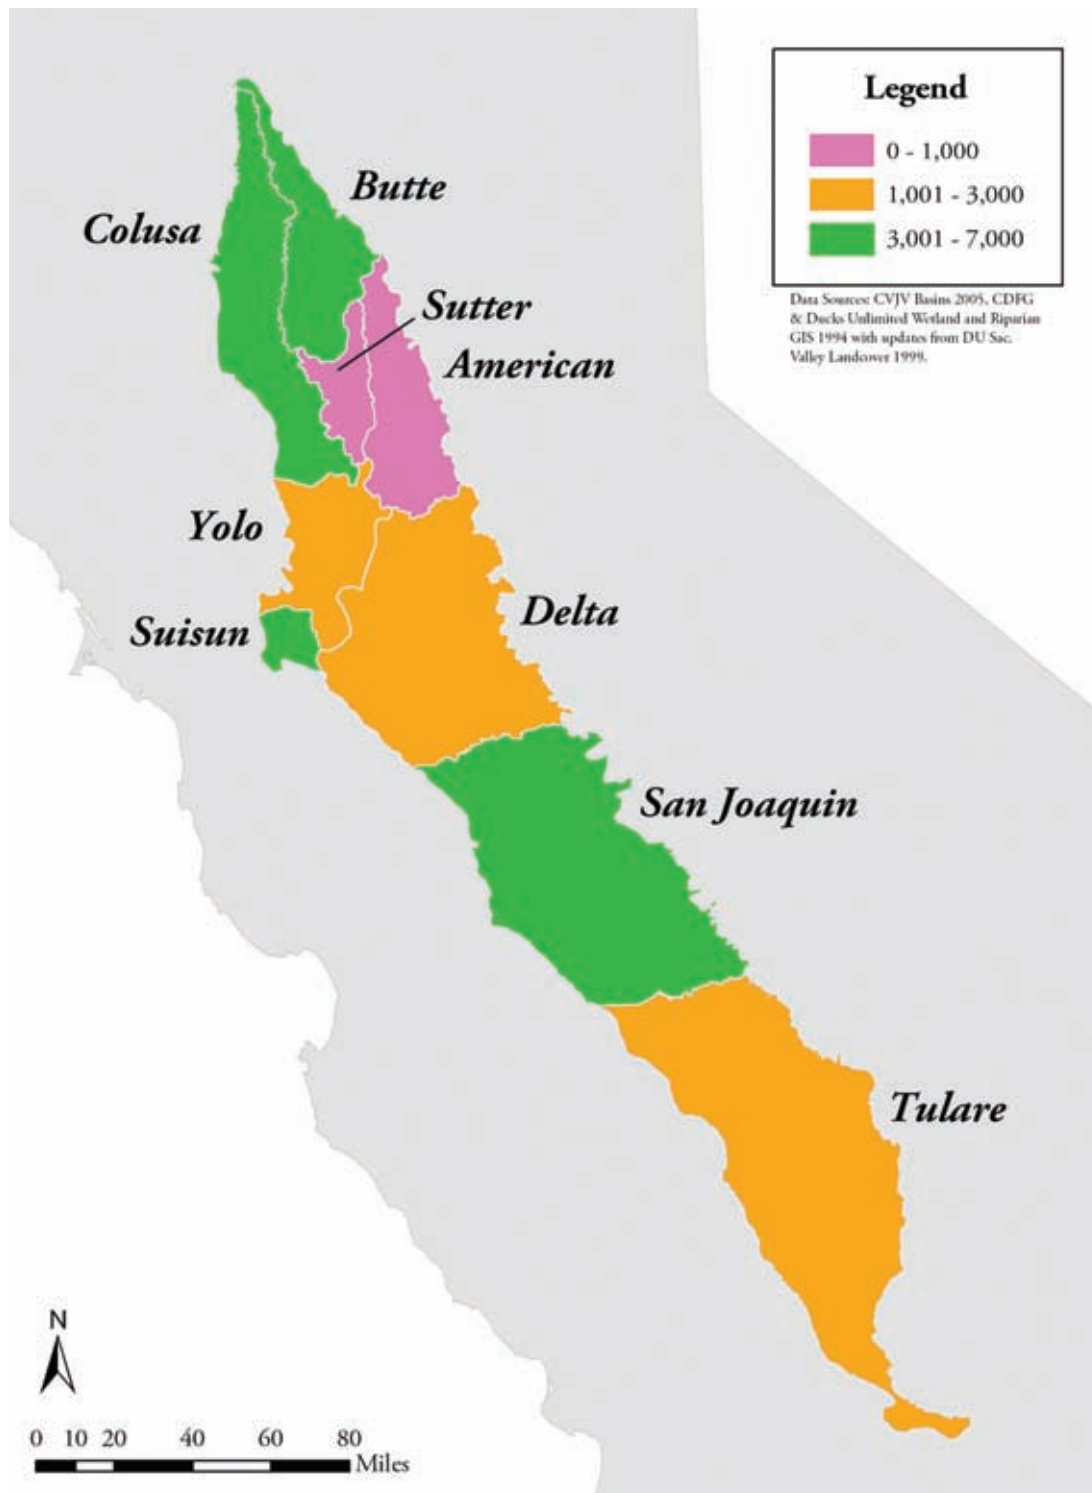 Legend
0 - 1,000
1,001 - 3,000
3,001 - 7,000
Data Sources: CVJV Basins 2005, CDFG
& Ducks Unlimited Wetland and Riparian
GIS 1994 with updates from DU Sac.
Valley Landcover 1999.
Butte
Colusa
Sutter
American
Yolo
Delta
Suisun
San Joaquin
Tulare
N
0 10 20 40 60 80
Miles